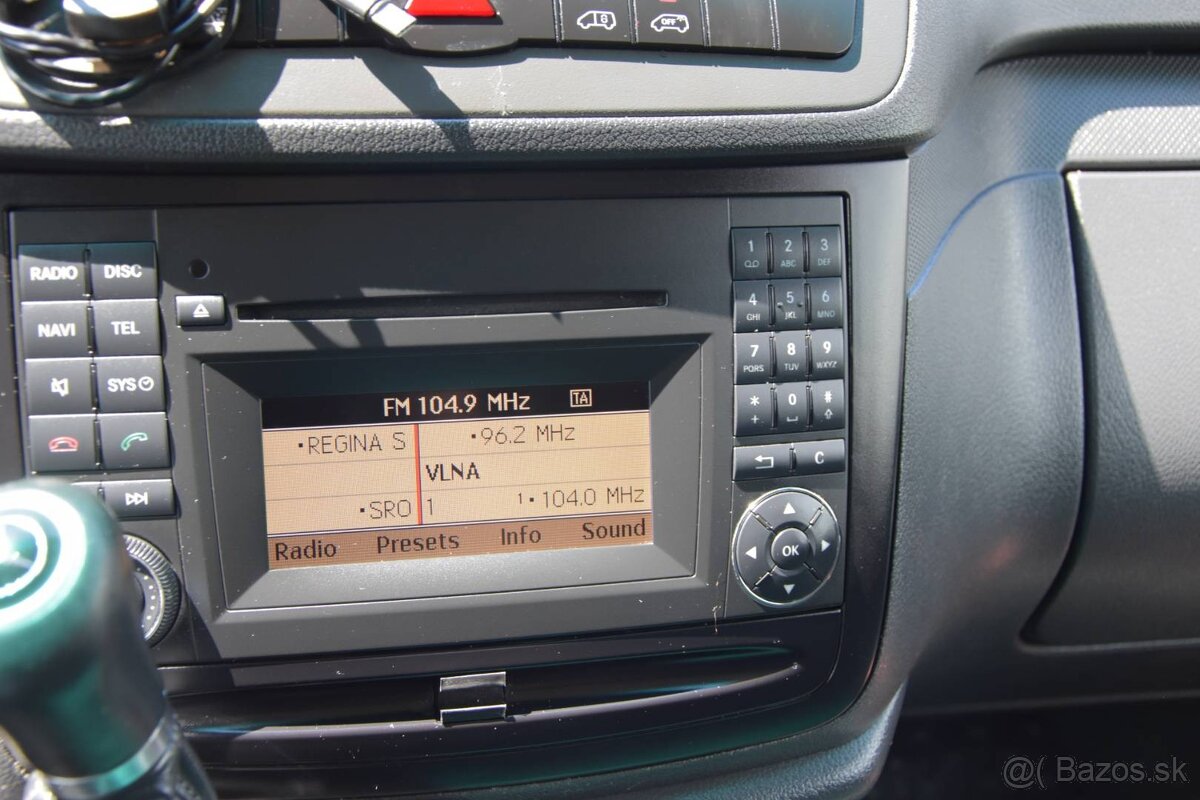 OFF
RADIO DISC
NAVI TEL
SYS
FM 104.9 MHz TA
•REGINA S •96.2 MHz
VLNA
•SRO 1 1•104.0 MHz
Radio Presets Info Sound
1 2 3
ABC DEF
4 5 6
GHI JKL MNO
7 8 9
PQRS TUV WXYZ
* 0 #
+
C
OK
@( Bazos.sk